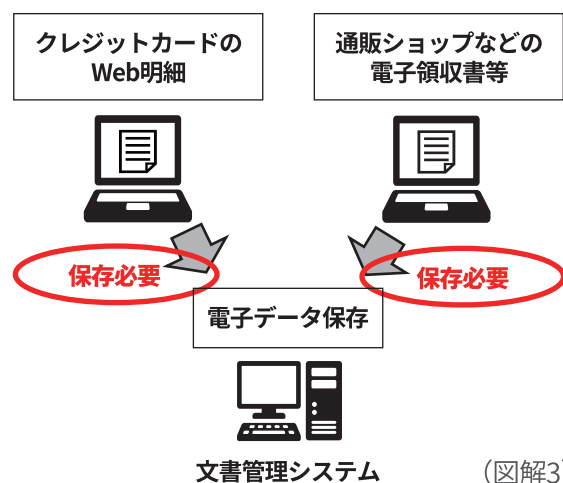 クレジットカードの
Web明細
通販ショップなどの
電子領収書等
保存必要
保存必要
電子データ保存
文書管理システム
（図解3）